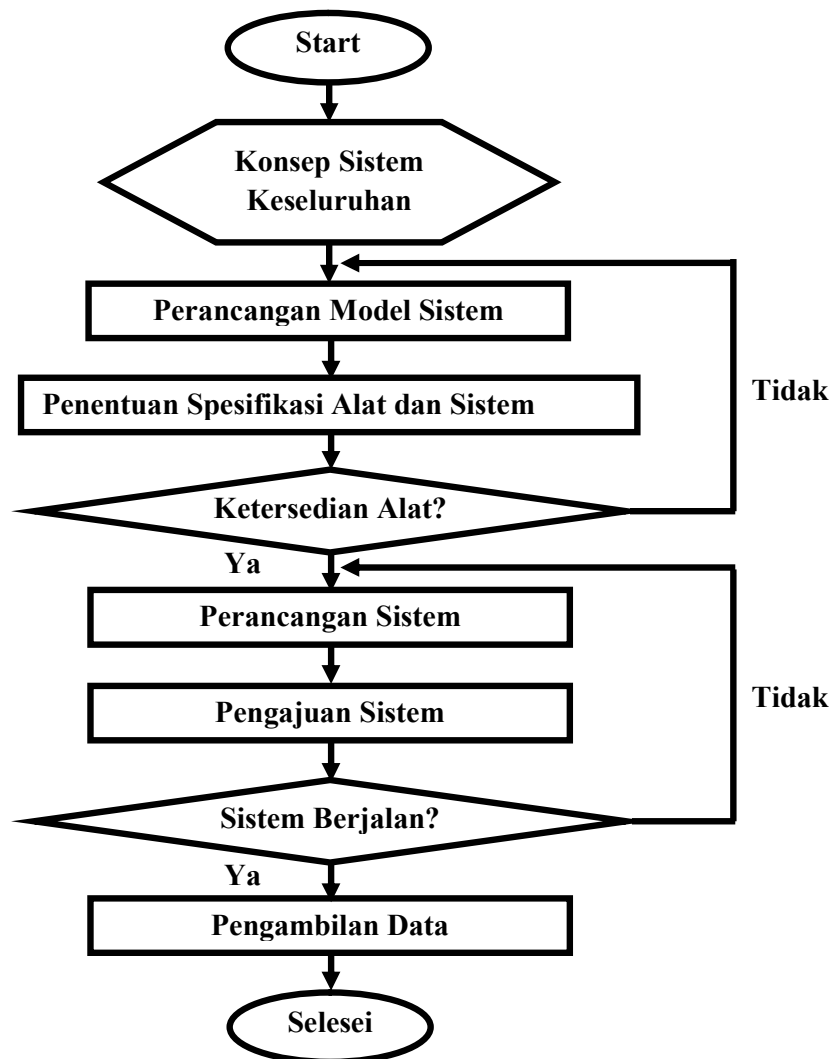 Start
Konsep Sistem
Keseluruhan
Perancangan Model Sistem
Penentuan Spesifikasi Alat dan Sistem
Tidak
Ketersedian Alat?
Ya
Perancangan Sistem
Pengajuan Sistem
Tidak
Sistem Berjalan?
Ya
Pengambilan Data
Selesei